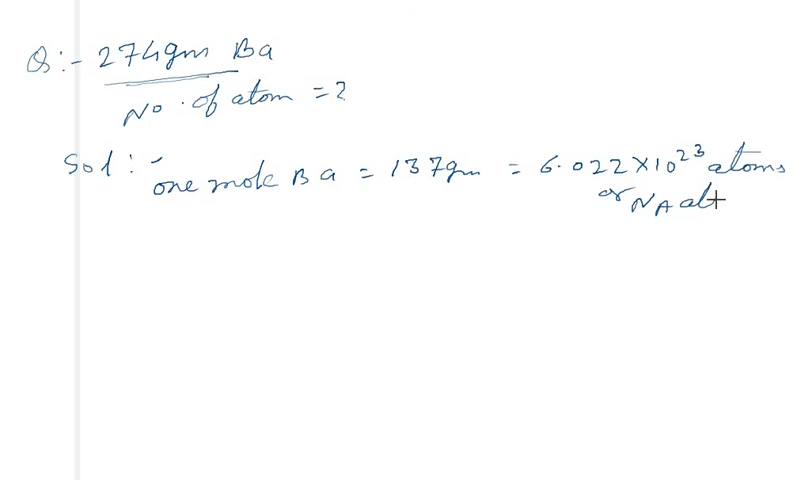 Q:- 274gm Ba
No. of atom = ?
Sol:- one mole Ba = 137gm = 6.022×10²³ atoms
or NA at